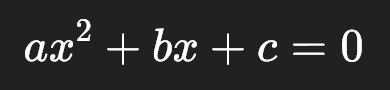 ax² + bx + c = 0